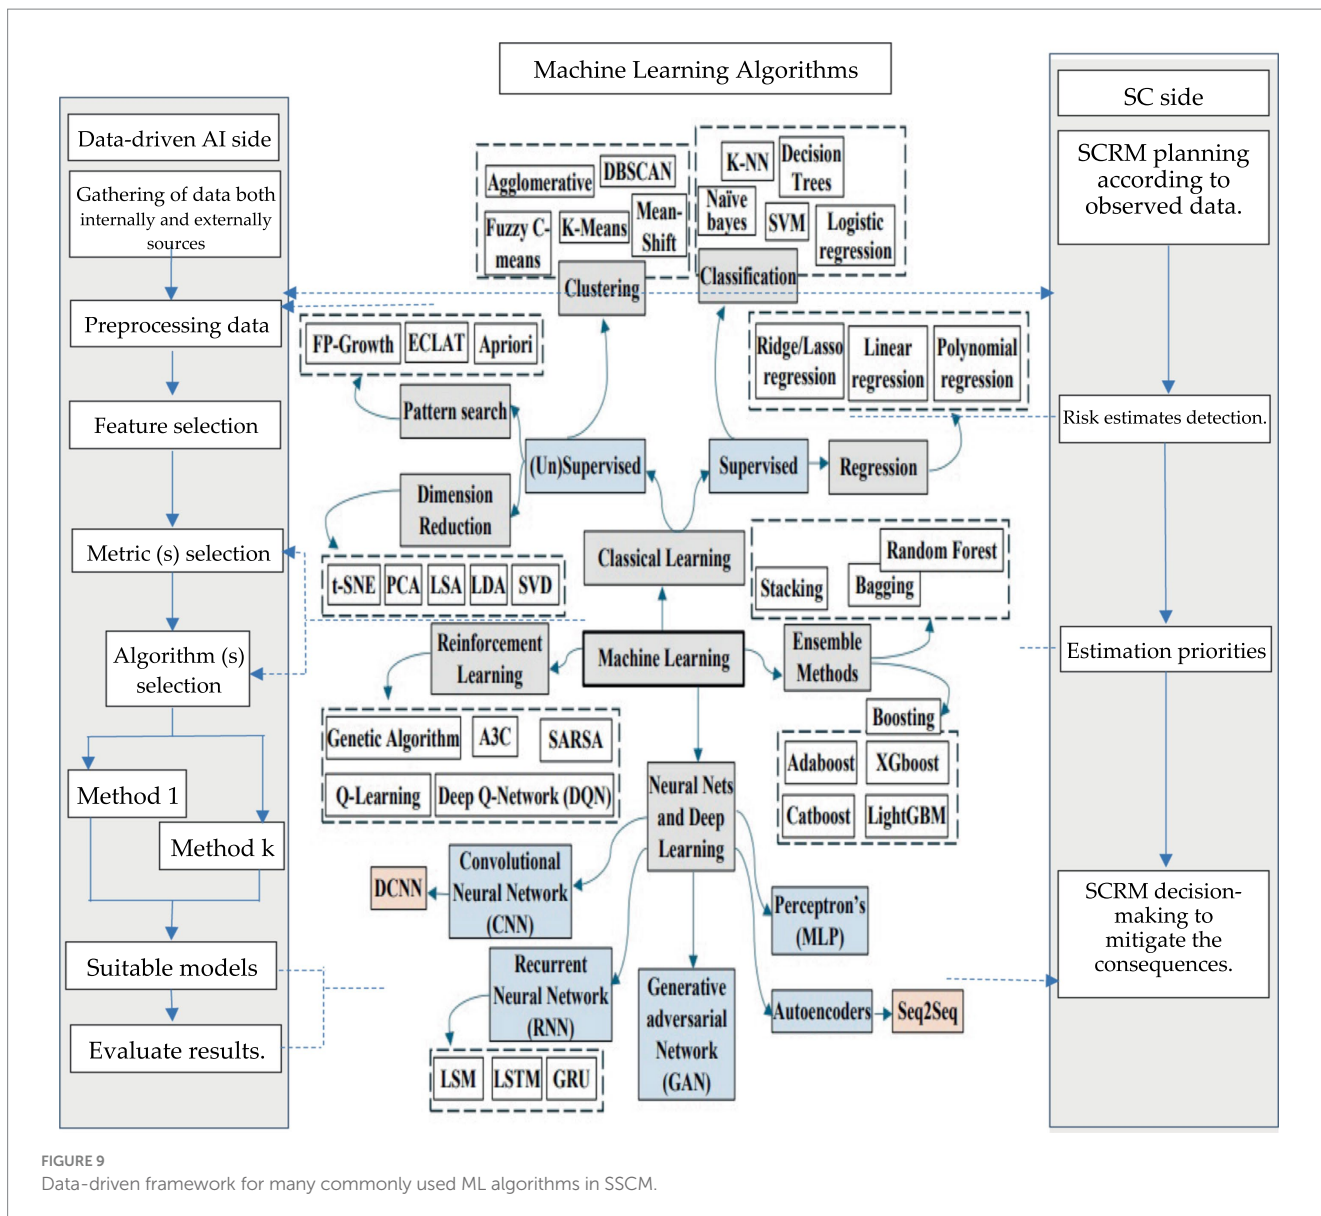 Machine Learning Algorithms
Data-driven AI side
Gathering of data both
internally and externally
sources
Preprocessing data
Feature selection
Metric (s) selection
Algorithm (s)
selection
Method 1
Method k
Suitable models
Evaluate results.
Agglomerative
DBSCAN
Fuzzy C-
means
K-Means
Mean-
Shift
Clustering
K-NN
Decision
Trees
Naïve
bayes
SVM
Logistic
regression
Classification
FP-Growth
ECLAT
Apriori
Pattern search
Ridge/Lasso
regression
Linear
regression
Polynomial
regression
(Un)Supervised
Supervised
Regression
Dimension
Reduction
t-SNE
PCA
LSA
LDA
SVD
Classical Learning
Random Forest
Stacking
Bagging
Reinforcement
Learning
Machine Learning
Ensemble
Methods
Genetic Algorithm
A3C
SARSA
Q-Learning
Deep Q-Network (DQN)
Boosting
Adaboost
XGboost
Catboost
LightGBM
Neural Nets
and Deep
Learning
DCNN
Convolutional
Neural Network
(CNN)
Perceptron's
(MLP)
Recurrent
Neural Network
(RNN)
Generative
adversarial
Network
(GAN)
Autoencoders
Seq2Seq
LSM
LSTM
GRU
SC side
SCRM planning
according to
observed data.
Risk estimates detection.
Estimation priorities
SCRM decision-
making to
mitigate the
consequences.
FIGURE 9
Data-driven framework for many commonly used ML algorithms in SSCM.